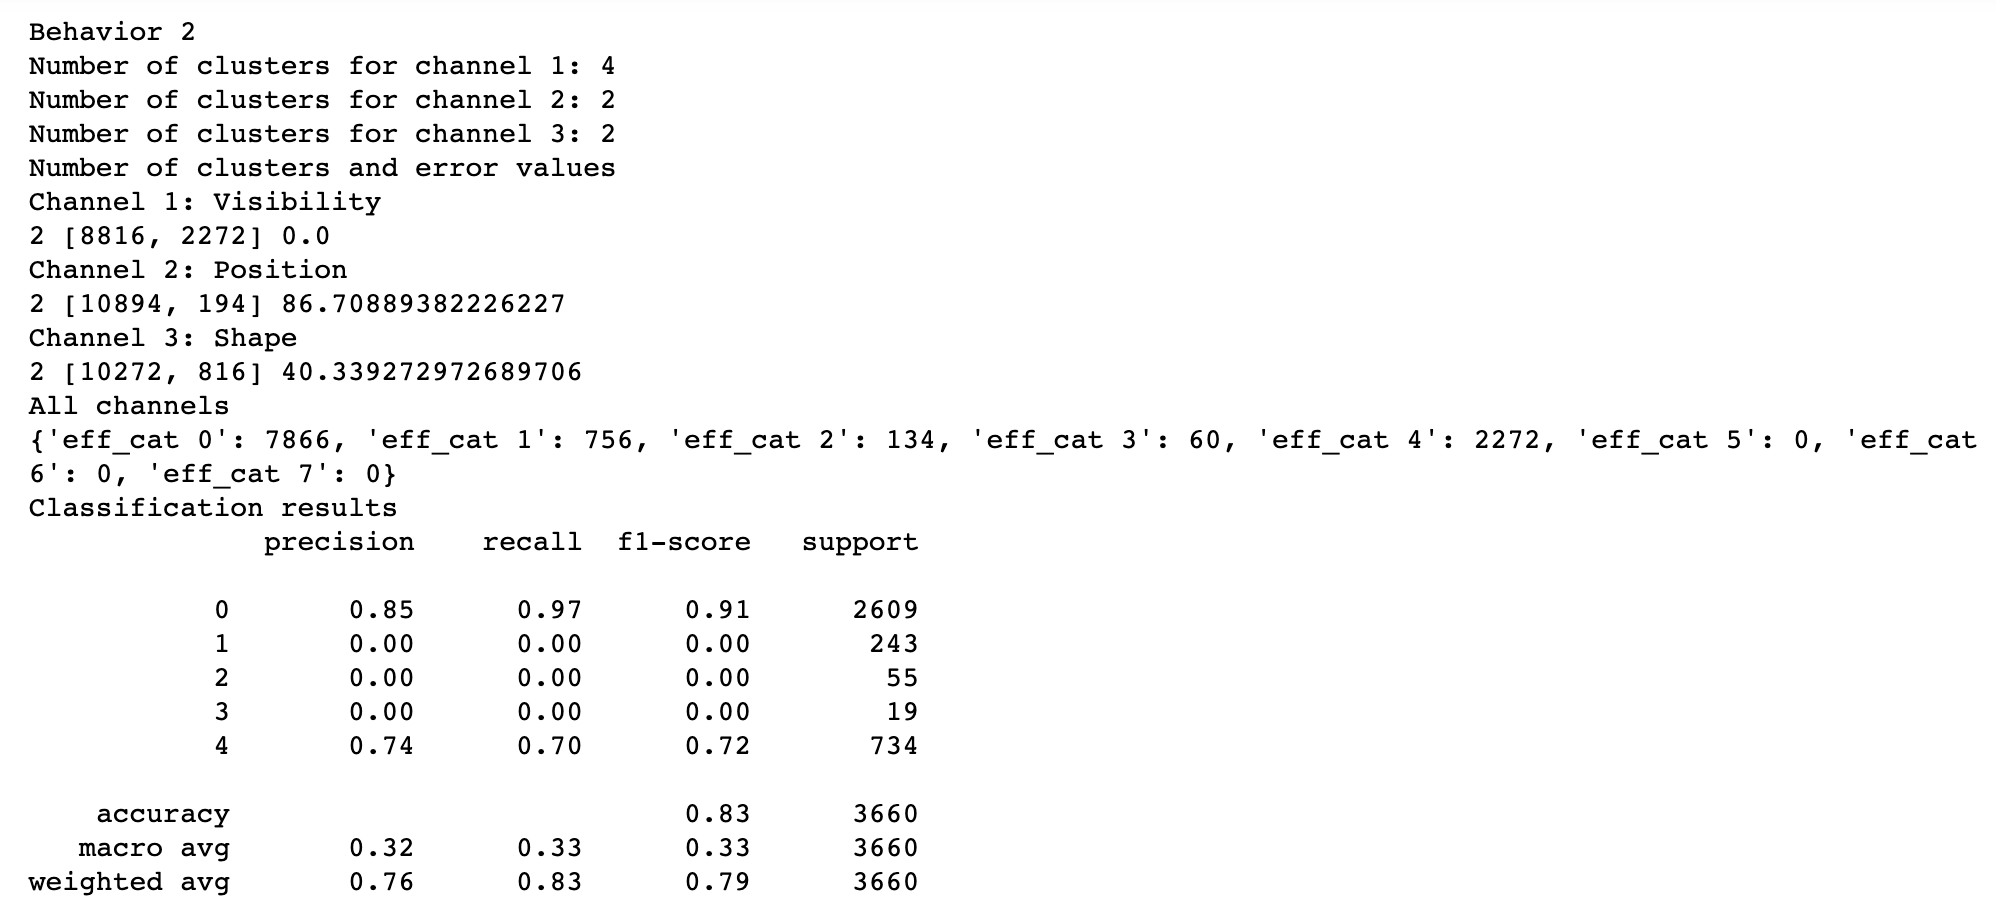 Behavior 2
Number of clusters for channel 1: 4
Number of clusters for channel 2: 2
Number of clusters for channel 3: 2
Number of clusters and error values
Channel 1: Visibility
2 [8816, 2272] 0.0
Channel 2: Position
2 [10894, 194] 86.70889382226227
Channel 3: Shape
2 [10272, 816] 40.339272972689706
All channels
{'eff_cat 0': 7866, 'eff_cat 1': 756, 'eff_cat 2': 134, 'eff_cat 3': 60, 'eff_cat 4': 2272, 'eff_cat 5': 0, 'eff_cat
6': 0, 'eff_cat 7': 0}
Classification results
precision recall f1-score support
0 0.85 0.97 0.91 2609
1 0.00 0.00 0.00 243
2 0.00 0.00 0.00 55
3 0.00 0.00 0.00 19
4 0.74 0.70 0.72 734
accuracy 0.83 3660
macro avg 0.32 0.33 0.33 3660
weighted avg 0.76 0.83 0.79 3660